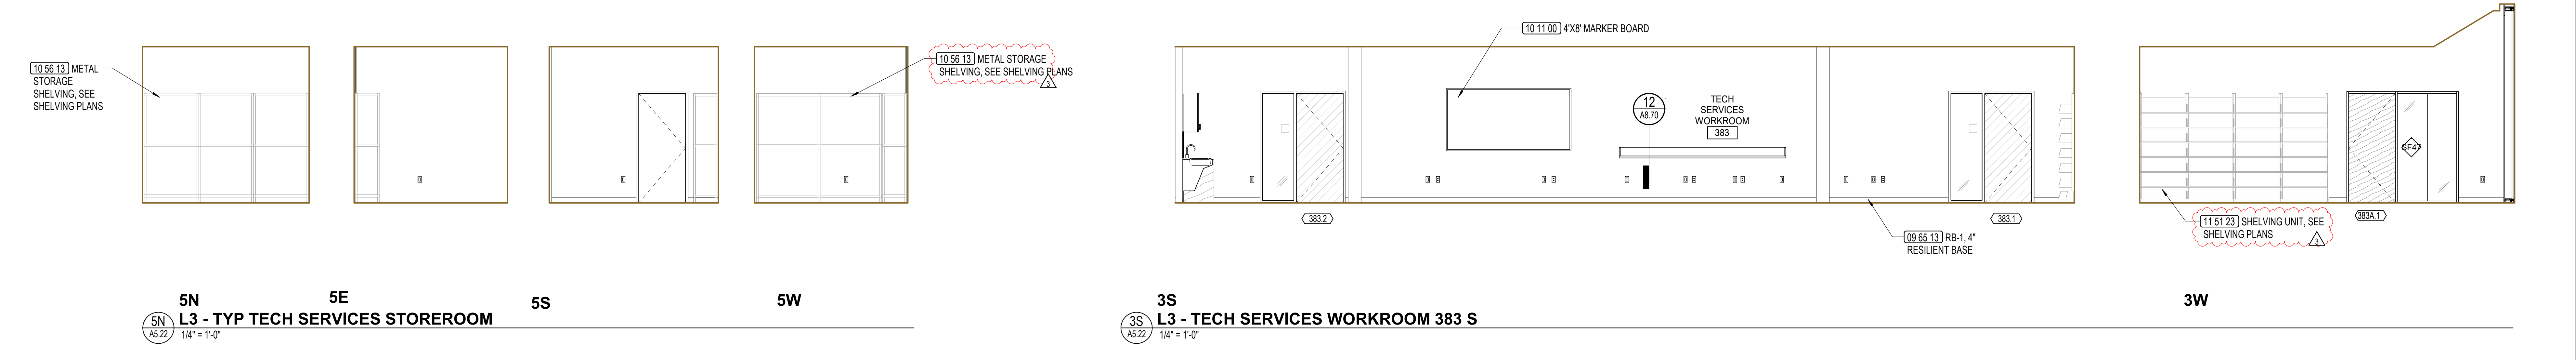 10 56 13 METAL
STORAGE
SHELVING, SEE
SHELVING PLANS
10 56 13 METAL STORAGE
SHELVING, SEE SHELVING PLANS
3
5N
5E
5S
5W
5N
A5.22
L3 - TYP TECH SERVICES STOREROOM
1/4" = 1'-0"
10 11 00 4'X8' MARKER BOARD
12
A8.70
TECH
SERVICES
WORKROOM
383
383.2
383.1
09 65 13 RB-1, 4"
RESILIENT BASE
SF47
383A.1
11 51 23 SHELVING UNIT, SEE
SHELVING PLANS
3
3S
3W
3S
A5.22
L3 - TECH SERVICES WORKROOM 383 S
1/4" = 1'-0"